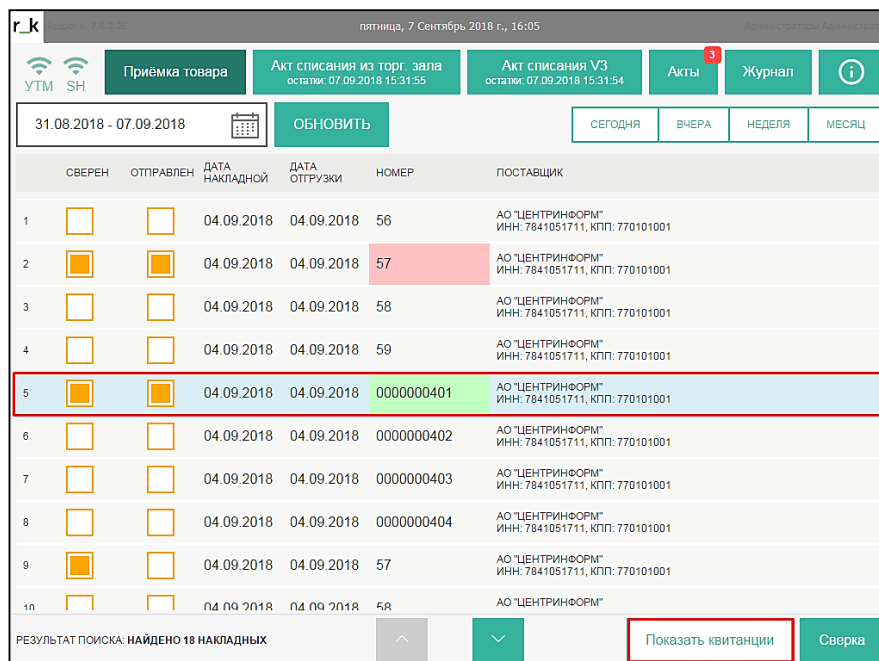 r_k
keeper v. 7.6.2.26
пятница, 7 Сентябрь 2018 г., 16:05
Администраторы Администрат
УТМ
SH
Приёмка товара
Акт списания из торг. зала
остатки: 07.09.2018 15:31:55
Акт списания V3
остатки: 07.09.2018 15:31:54
Акты
3
Журнал
i
31.08.2018 - 07.09.2018
ОБНОВИТЬ
СЕГОДНЯ
ВЧЕРА
НЕДЕЛЯ
МЕСЯЦ
СВЕРЕН ОТПРАВЛЕН ДАТА НАКЛАДНОЙ ДАТА ОТГРУЗКИ НОМЕР ПОСТАВЩИК
1 04.09.2018 04.09.2018 56 АО "ЦЕНТРИНФОРМ"
ИНН: 7841051711, КПП: 770101001
2 04.09.2018 04.09.2018 57 АО "ЦЕНТРИНФОРМ"
ИНН: 7841051711, КПП: 770101001
3 04.09.2018 04.09.2018 58 АО "ЦЕНТРИНФОРМ"
ИНН: 7841051711, КПП: 770101001
4 04.09.2018 04.09.2018 59 АО "ЦЕНТРИНФОРМ"
ИНН: 7841051711, КПП: 770101001
5 04.09.2018 04.09.2018 0000000401 АО "ЦЕНТРИНФОРМ"
ИНН: 7841051711, КПП: 770101001
6 04.09.2018 04.09.2018 0000000402 АО "ЦЕНТРИНФОРМ"
ИНН: 7841051711, КПП: 770101001
7 04.09.2018 04.09.2018 0000000403 АО "ЦЕНТРИНФОРМ"
ИНН: 7841051711, КПП: 770101001
8 04.09.2018 04.09.2018 0000000404 АО "ЦЕНТРИНФОРМ"
ИНН: 7841051711, КПП: 770101001
9 04.09.2018 04.09.2018 57 АО "ЦЕНТРИНФОРМ"
ИНН: 7841051711, КПП: 770101001
10 04.09.2018 04.09.2018 58 АО "ЦЕНТРИНФОРМ"
РЕЗУЛЬТАТ ПОИСКА: НАЙДЕНО 18 НАКЛАДНЫХ
Показать квитанции
Сверка